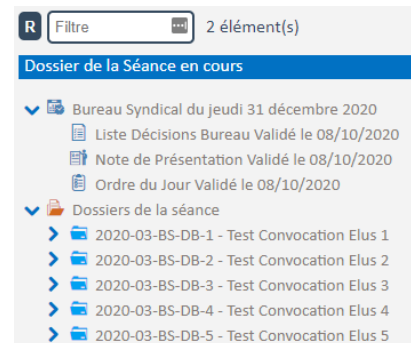 R Filtre 2 élément(s)
Dossier de la Séance en cours
Bureau Syndical du jeudi 31 décembre 2020
Liste Décisions Bureau Validé le 08/10/2020
Note de Présentation Validé le 08/10/2020
Ordre du Jour Validé le 08/10/2020
Dossiers de la séance
2020-03-BS-DB-1 - Test Convocation Elus 1
2020-03-BS-DB-2 - Test Convocation Elus 2
2020-03-BS-DB-3 - Test Convocation Elus 3
2020-03-BS-DB-4 - Test Convocation Elus 4
2020-03-BS-DB-5 - Test Convocation Elus 5